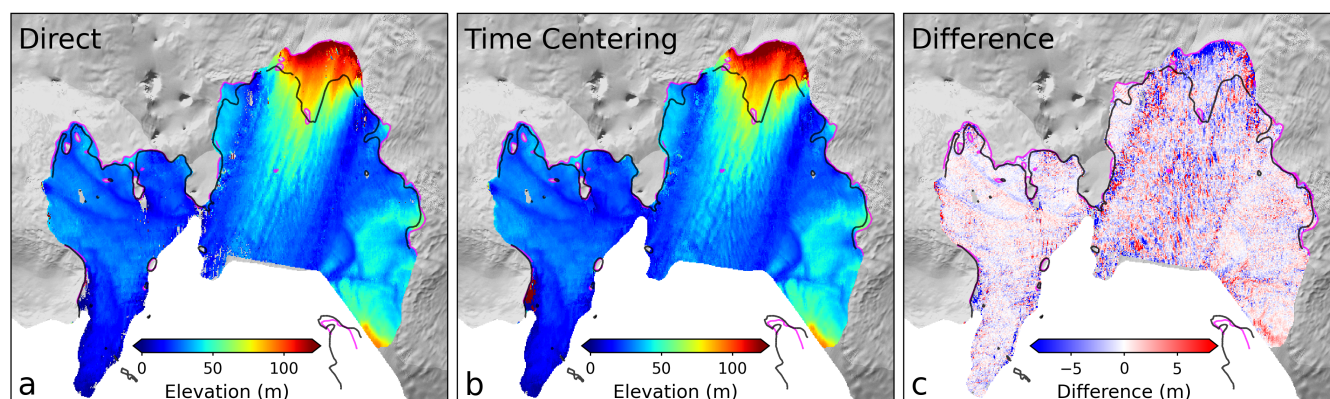 Direct
a
0 50 100
Elevation (m)
Time Centering
b
0 50 100
Elevation (m)
Difference
c
−5 0 5
Difference (m)